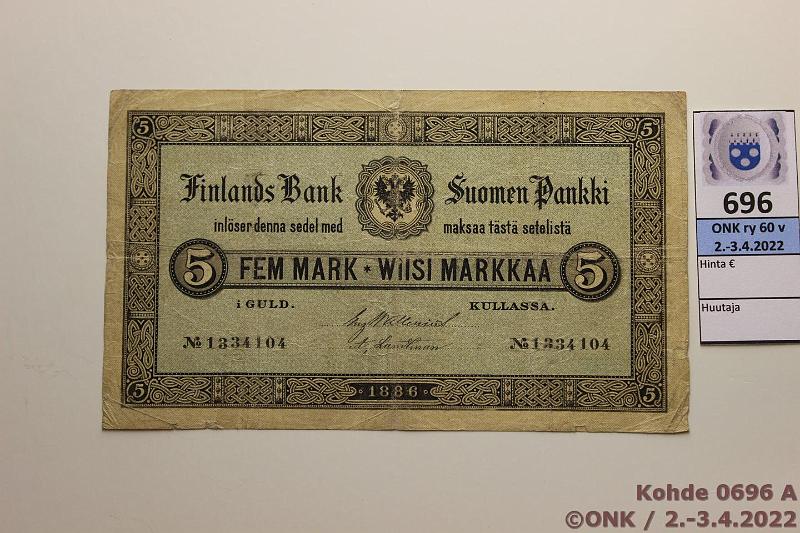 5 5
Finlands Bank Suomen Pankki
inlöser denna sedel med maksaa tästä setelistä
5 FEM MARK * WIISI MARKKAA 5
i GULD. KULLASSA.
№ 1334104 № 1334104
5 1886 5
696
ONK ry 60 v
2.-3.4.2022
Hinta €
Huutaja
Kohde 0696 A
©ONK / 2.-3.4.2022